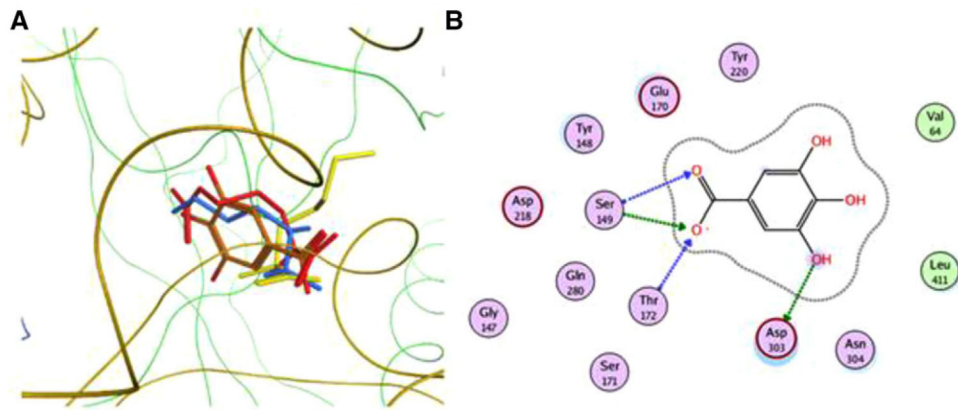 A
B
Tyr
220
Glu
170
Val
64
Tyr
148
OH
O
Asp
218
Ser
149
OH
O-
OH
Leu
411
Gln
280
Gly
147
Thr
172
Asp
303
Asn
304
Ser
171